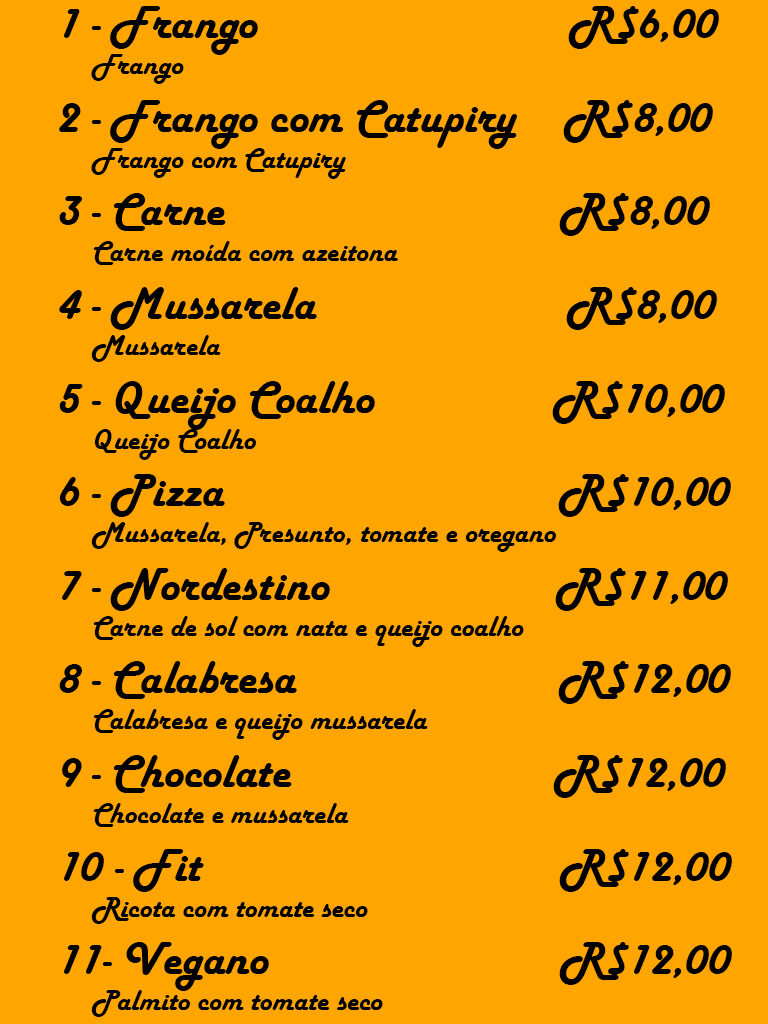 1 - Frango R$6,00
Frango
2 - Frango com Catupiry R$8,00
Frango com Catupiry
3 - Carne R$8,00
Carne moída com azeitona
4 - Mussarela R$8,00
Mussarela
5 - Queijo Coalho R$10,00
Queijo Coalho
6 - Pizza R$10,00
Mussarela, Presunto, tomate e oregano
7 - Nordestino R$11,00
Carne de sol com nata e queijo coalho
8 - Calabresa R$12,00
Calabresa e queijo mussarela
9 - Chocolate R$12,00
Chocolate e mussarela
10 - Fit R$12,00
Ricota com tomate seco
11- Vegano R$12,00
Palmito com tomate seco